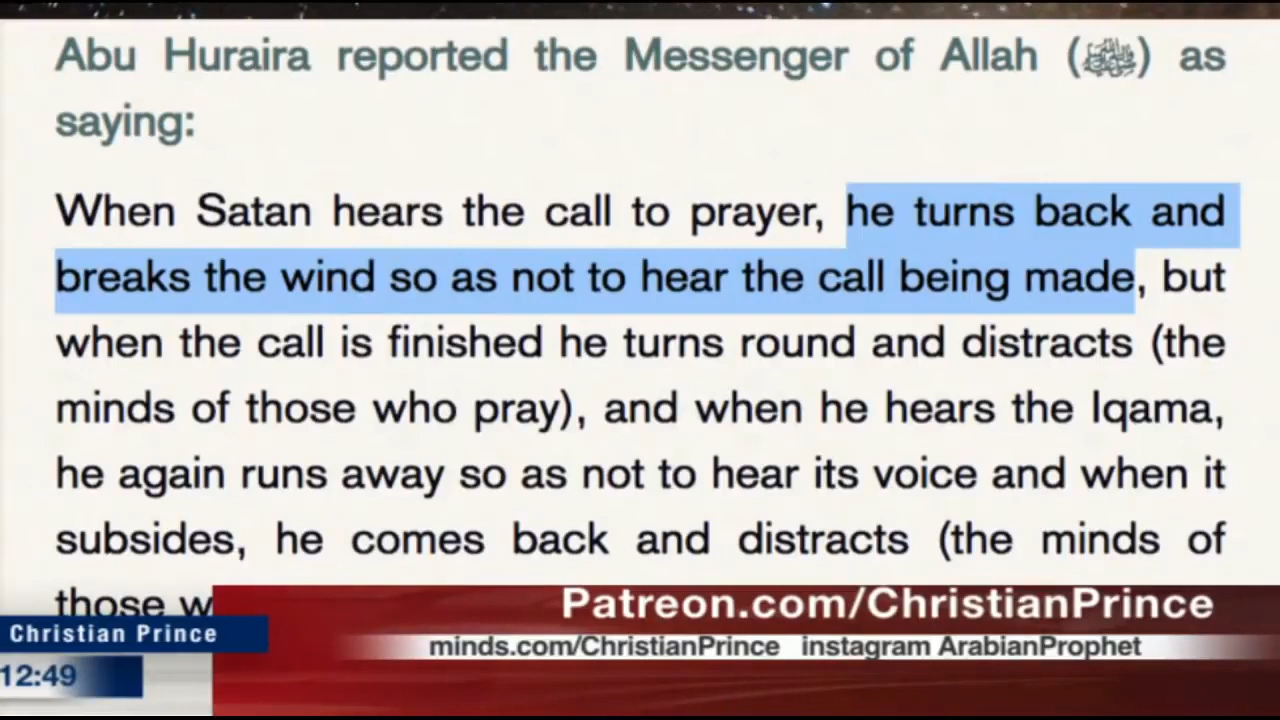 Abu Huraira reported the Messenger of Allah (ﷺ) as
saying:
When Satan hears the call to prayer, he turns back and
breaks the wind so as not to hear the call being made, but
when the call is finished he turns round and distracts (the
minds of those who pray), and when he hears the Iqama,
he again runs away so as not to hear its voice and when it
subsides, he comes back and distracts (the minds of
those w
Patreon.com/ChristianPrince
Christian Prince
minds.com/ChristianPrince instagram ArabianProphet
12:49